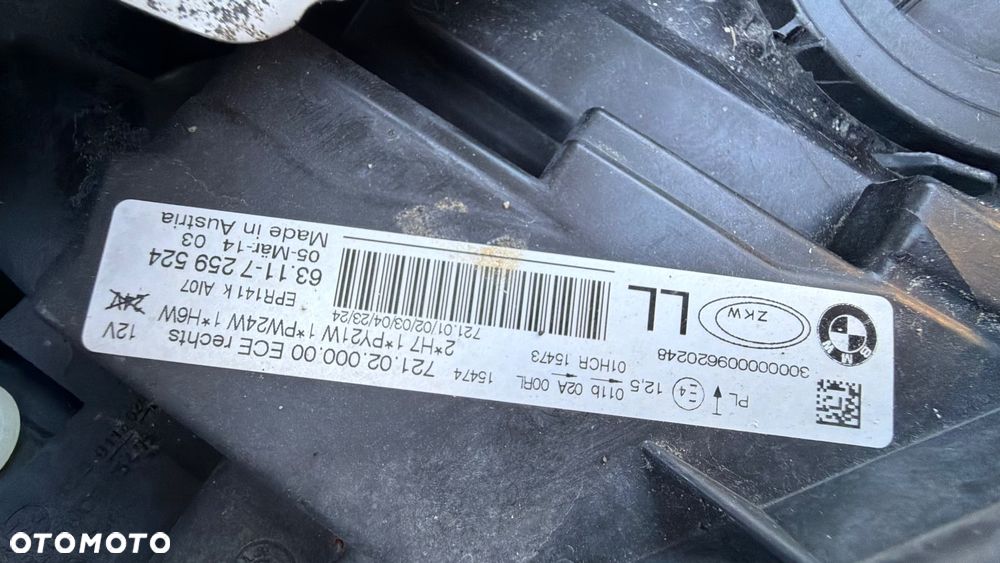 BMW
ZKW
LL
3000000009620248
PL
E4
12,5
011b 02A 00RL
01HCR 15473
15474
721.02.000.00 ECE rechts
2*H7 1*PY21W 1*PW24W 1*H6W
12V
721.01/02/03/04/23/24
EPR141k AI07
63.11-7 259 524
05-Mär-14 03
Made in Austria
OTOMOTO